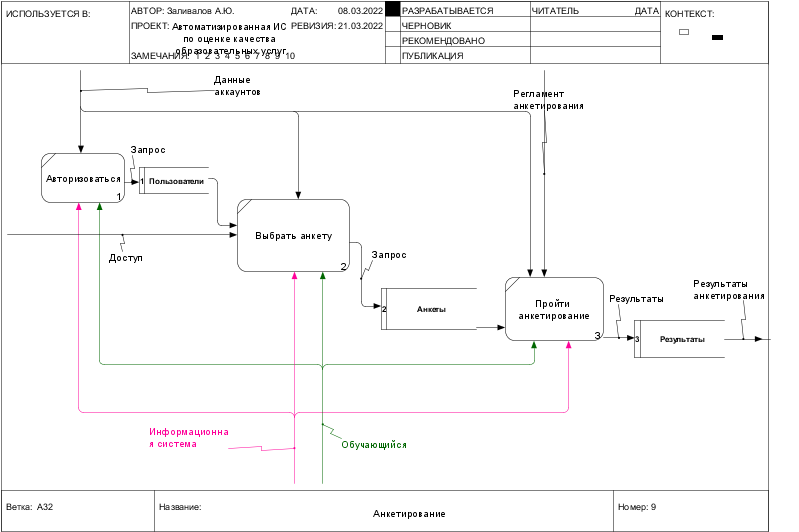 ИСПОЛЬЗУЕТСЯ В:
АВТОР: Заливалов А.Ю.
ДАТА: 08.03.2022
РАЗРАБАТЫВАЕТСЯ
ЧИТАТЕЛЬ
ДАТА
КОНТЕКСТ:
ПРОЕКТ: Автоматизированная ИС
по оценке качества
образовательных услуг
РЕВИЗИЯ: 21.03.2022
ЧЕРНОВИК
РЕКОМЕНДОВАНО
ЗАМЕЧАНИЯ: 1 2 3 4 5 6 7 8 9 10
ПУБЛИКАЦИЯ
Данные
аккаунтов
Регламент
анкетирования
Запрос
Авторизоваться
1
1 Пользователи
Выбрать анкету
2
Доступ
Запрос
2 Анкеты
Пройти
анкетирование
3
Результаты
Результаты
анкетирования
3 Результаты
Информационна
я система
Обучающийся
Ветка: A32
Название:
Анкетирование
Номер: 9